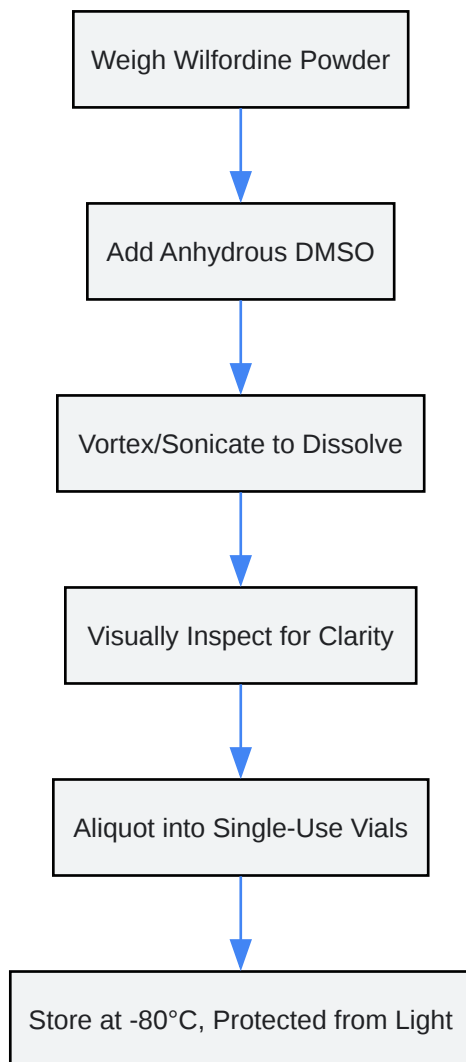 Weigh Wilfordine Powder
Add Anhydrous DMSO
Vortex/Sonicate to Dissolve
Visually Inspect for Clarity
Aliquot into Single-Use Vials
Store at -80°C, Protected from Light